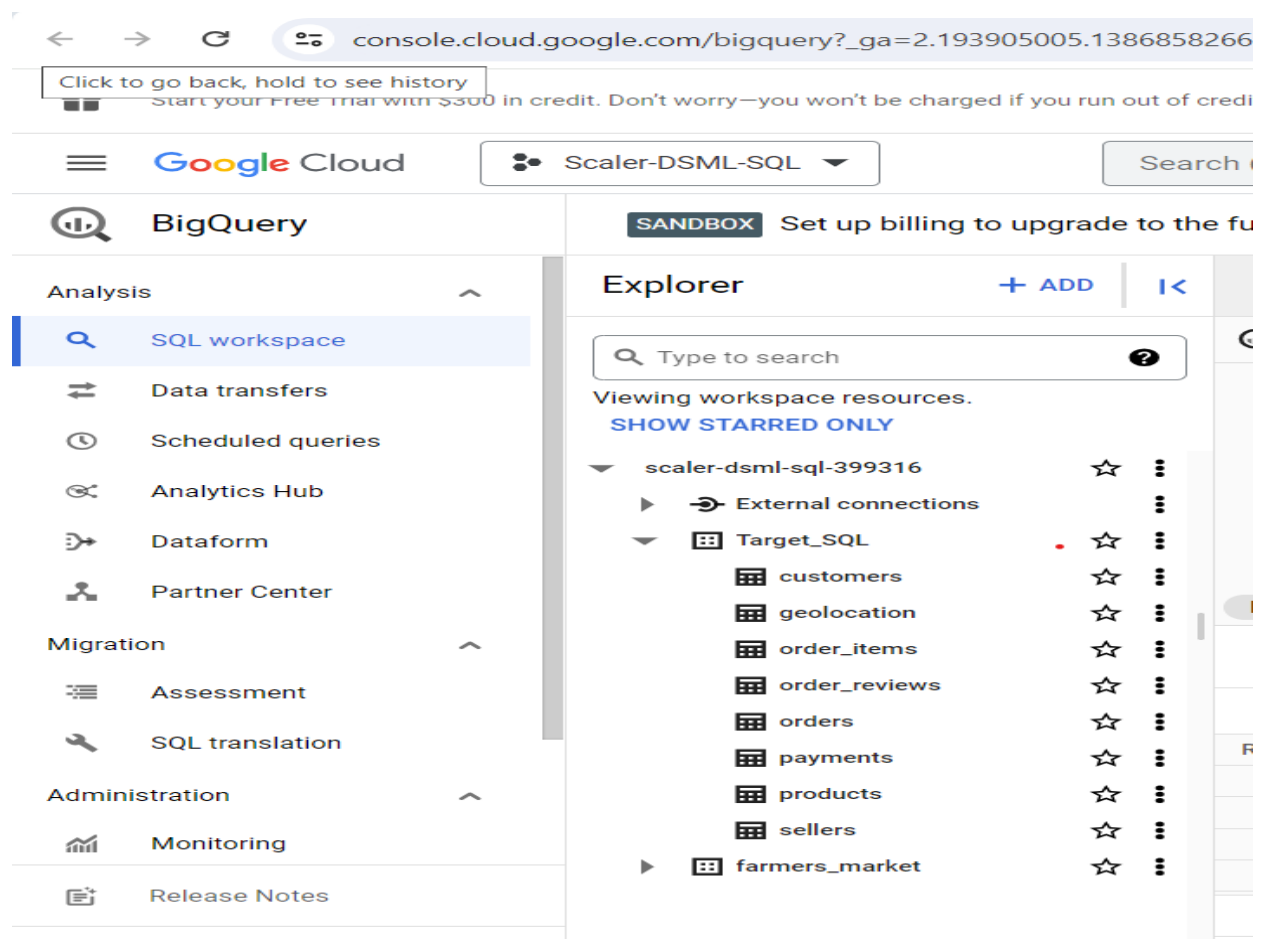 console.cloud.google.com/bigquery?_ga=2.193905005.1386858266
Click to go back, hold to see history
Start your Free Trial with $300 in credit. Don't worry—you won't be charged if you run out of credi
Google Cloud
Scaler-DSML-SQL
Search
BigQuery
SANDBOX Set up billing to upgrade to the fu
Analysis
SQL workspace
Data transfers
Scheduled queries
Analytics Hub
Dataform
Partner Center
Migration
Assessment
SQL translation
Administration
Monitoring
Release Notes
Explorer
+ ADD
Type to search
Viewing workspace resources.
SHOW STARRED ONLY
scaler-dsml-sql-399316
External connections
Target_SQL
customers
geolocation
order_items
order_reviews
orders
payments
products
sellers
farmers_market